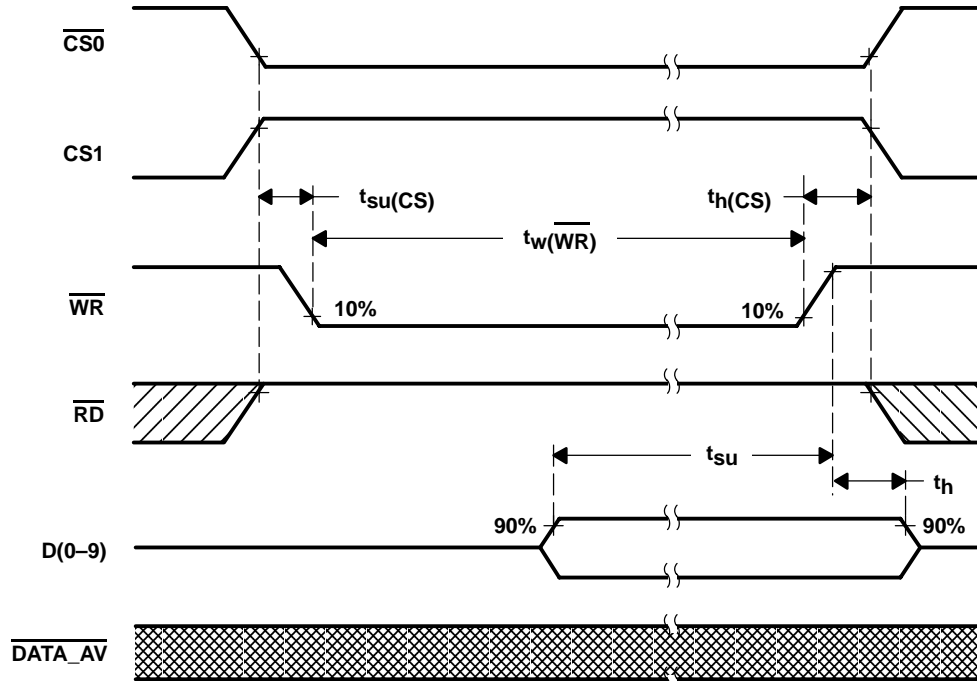 CS0
CS1
tsu(CS)
th(CS)
tw(WR)
WR
10%
10%
RD
tsu
th
90%
90%
D(0–9)
DATA_AV